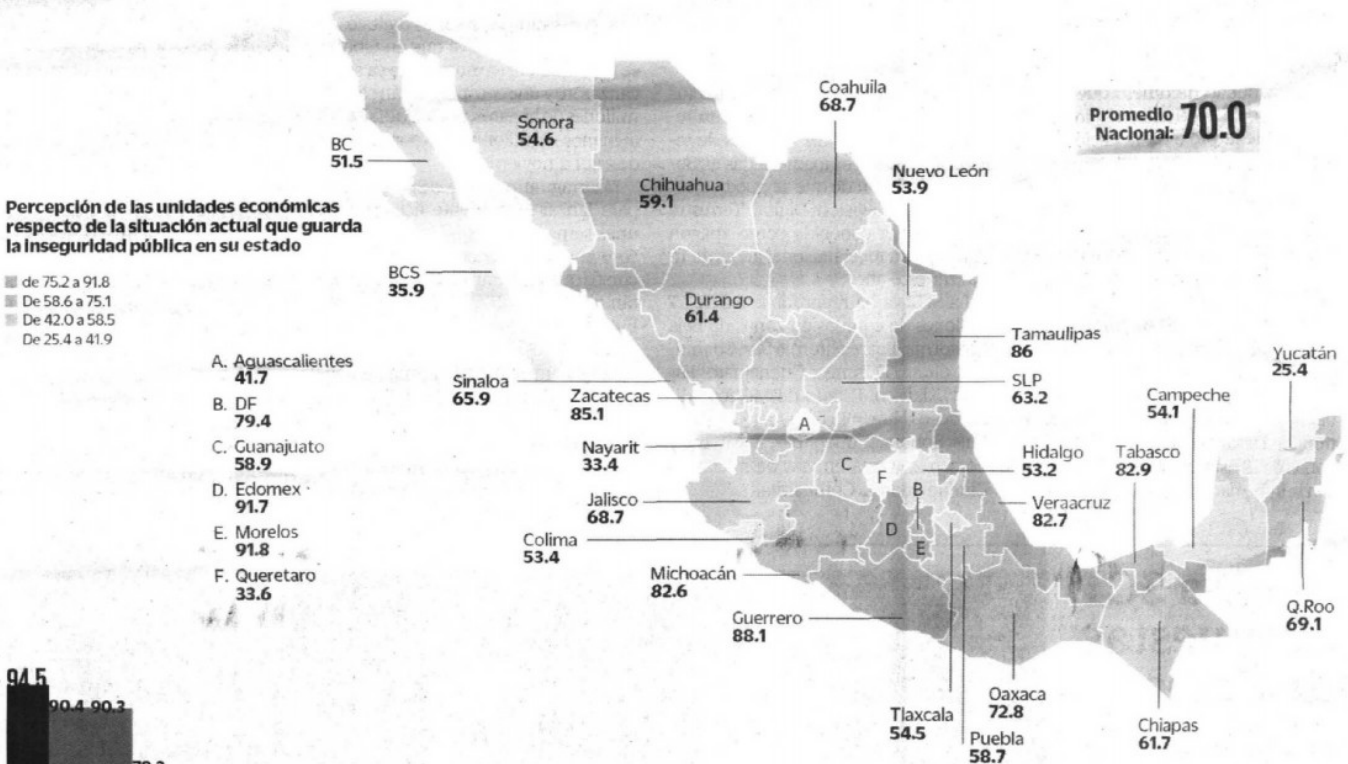 Promedio
Nacional: 70.0
Percepción de las unidades económicas
respecto de la situación actual que guarda
la inseguridad pública en su estado
de 75.2 a 91.8
De 58.6 a 75.1
De 42.0 a 58.5
De 25.4 a 41.9
A. Aguascalientes
41.7
B. DF
79.4
C. Guanajuato
58.9
D. Edomex
91.7
E. Morelos
91.8
F. Queretaro
33.6
BC
51.5
Sonora
54.6
Chihuahua
59.1
Coahuila
68.7
Nuevo León
53.9
BCS
35.9
Durango
61.4
Sinaloa
65.9
Zacatecas
85.1
Nayarit
33.4
Jalisco
68.7
Colima
53.4
Michoacán
82.6
Guerrero
88.1
Tamaulipas
86
SLP
63.2
Hidalgo
53.2
Veraacruz
82.7
Tabasco
82.9
Campeche
54.1
Yucatán
25.4
Q.Roo
69.1
Chiapas
61.7
Oaxaca
72.8
Tlaxcala
54.5
Puebla
58.7
A
C
F
B
D
E
94.5
90.4 90.3